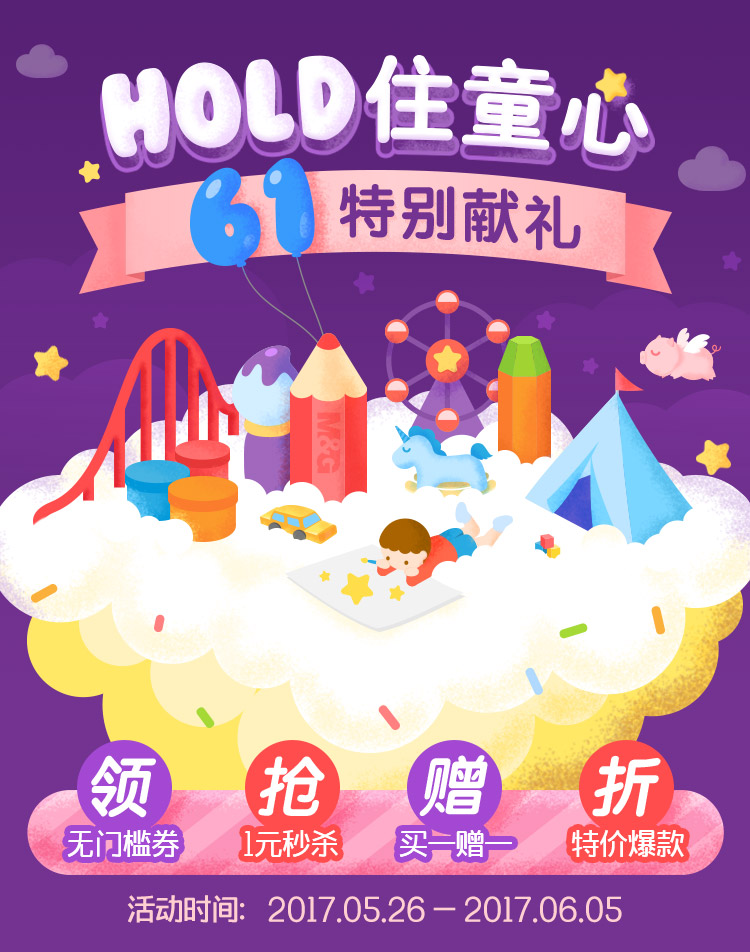 HOLD住童心
61 特别献礼
M&G
领 抢 赠 折
无门槛券 1元秒杀 买一赠一 特价爆款
活动时间: 2017.05.26 — 2017.06.05